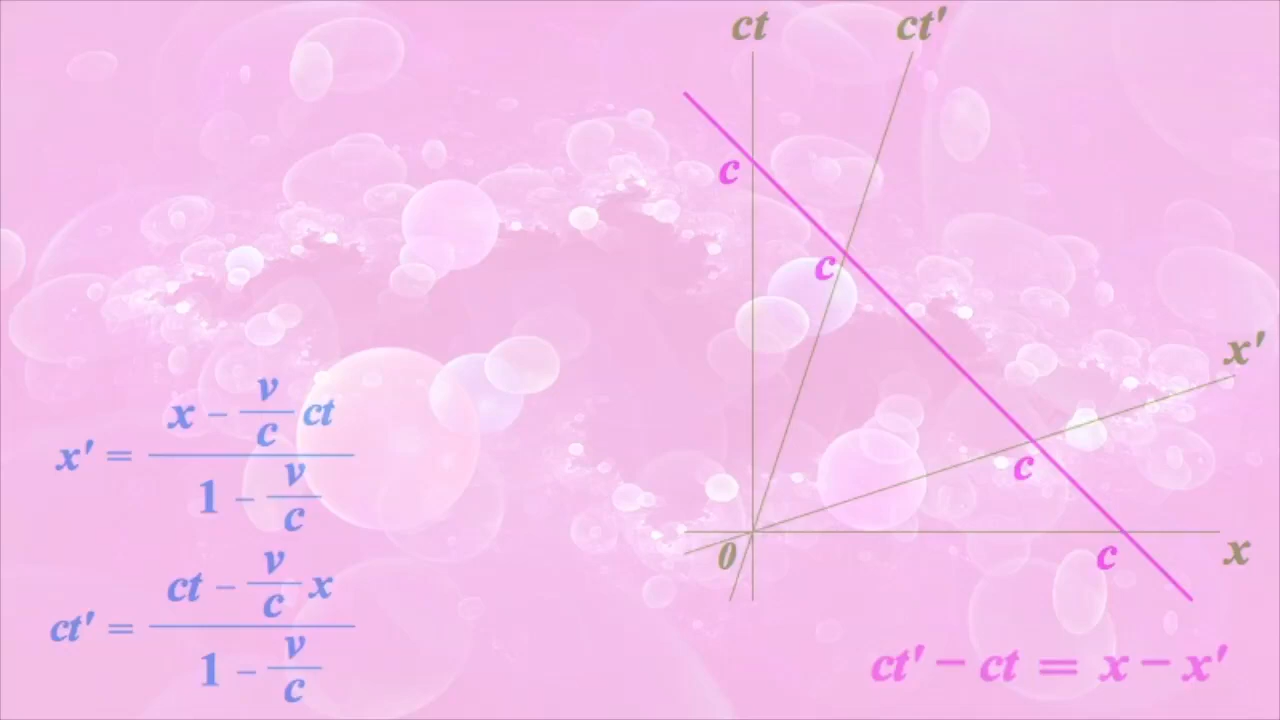 ct ct'
c
c
x'
c
0 c x
x' = (x - v/c ct) / (1 - v/c)
ct' = (ct - v/c x) / (1 - v/c)
ct' - ct = x - x'